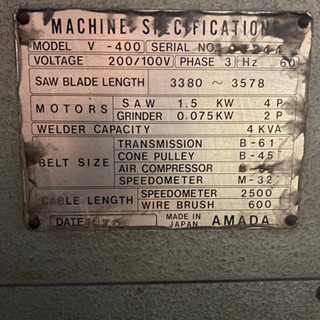 MACHINE SPECIFICATION
MODEL V -400 SERIAL NO
VOLTAGE 200/100V PHASE 3 Hz 60
SAW BLADE LENGTH 3380 ~ 3578
MOTORS SAW 1.5 KW 4P
GRINDER 0.075KW 2P
WELDER CAPACITY 4 KVA
BELT SIZE TRANSMISSION B-61
CONE PULLEY B-45
AIR COMPRESSOR
SPEEDOMETER M-32
CABLE LENGTH SPEEDOMETER 2500
WIRE BRUSH 600
DATE MADE IN JAPAN AMADA